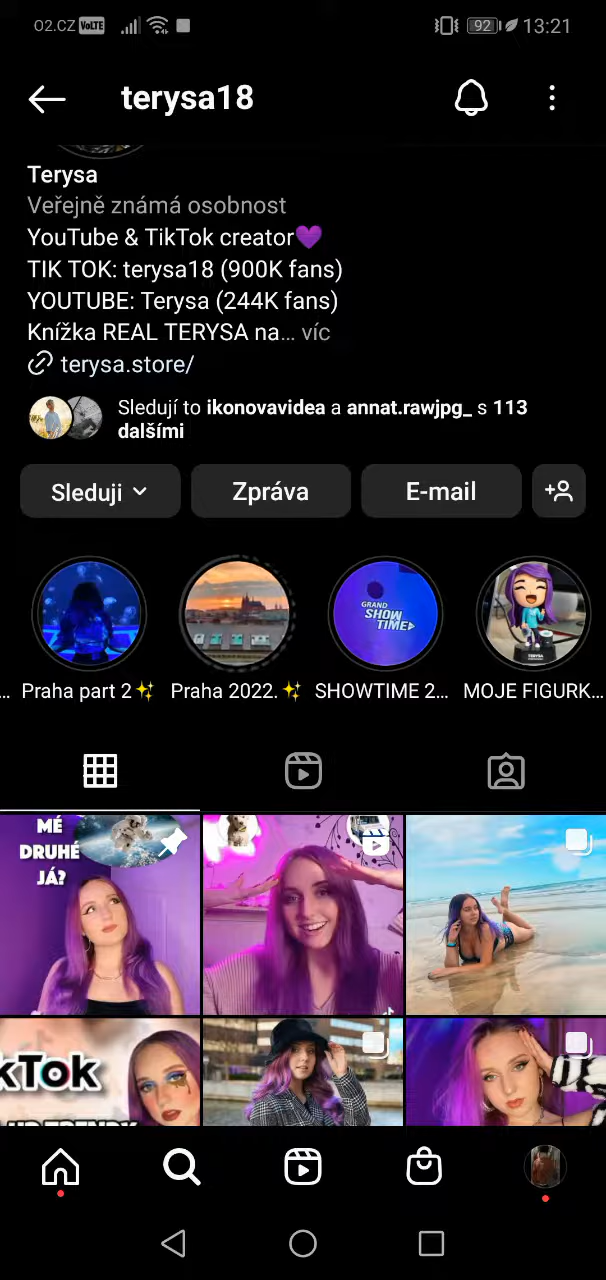 O2.CZ VoLTE 92 13:21
terysa18
Terysa
Veřejně známá osobnost
YouTube & TikTok creator💜
TIK TOK: terysa18 (900K fans)
YOUTUBE: Terysa (244K fans)
Knížka REAL TERYSA na... víc
terysa.store/
Sledují to ikonovavidea a annat.rawjpg_ s 113
dalšími
Sleduji Zpráva E-mail
GRAND
SHOW
TIME
TERYSA
... Praha part 2✨ Praha 2022.✨ SHOWTIME 2... MOJE FIGURK...
MÉ
DRUHÉ
JÁ?
kTok